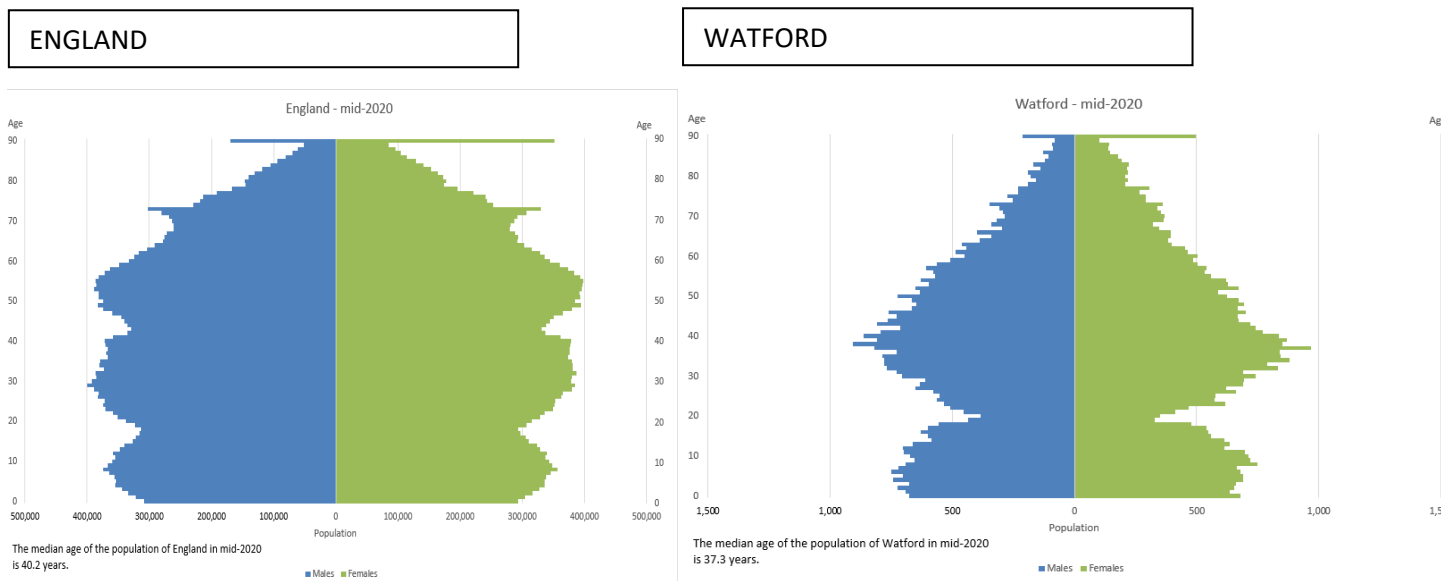 ENGLAND
England - mid-2020
Age
Age
90
80
70
60
50
40
30
20
10
0
90
80
70
60
50
40
30
20
10
0
500,000 400,000 300,000 200,000 100,000 0 100,000 200,000 300,000 400,000 500,000
Population
The median age of the population of England in mid-2020
is 40.2 years.
Males Females
WATFORD
Watford - mid-2020
Age
Ag
90
80
70
60
50
40
30
20
10
0
1,500 1,000 500 0 500 1,000 1,5
Population
The median age of the population of Watford in mid-2020
is 37.3 years.
Males Females